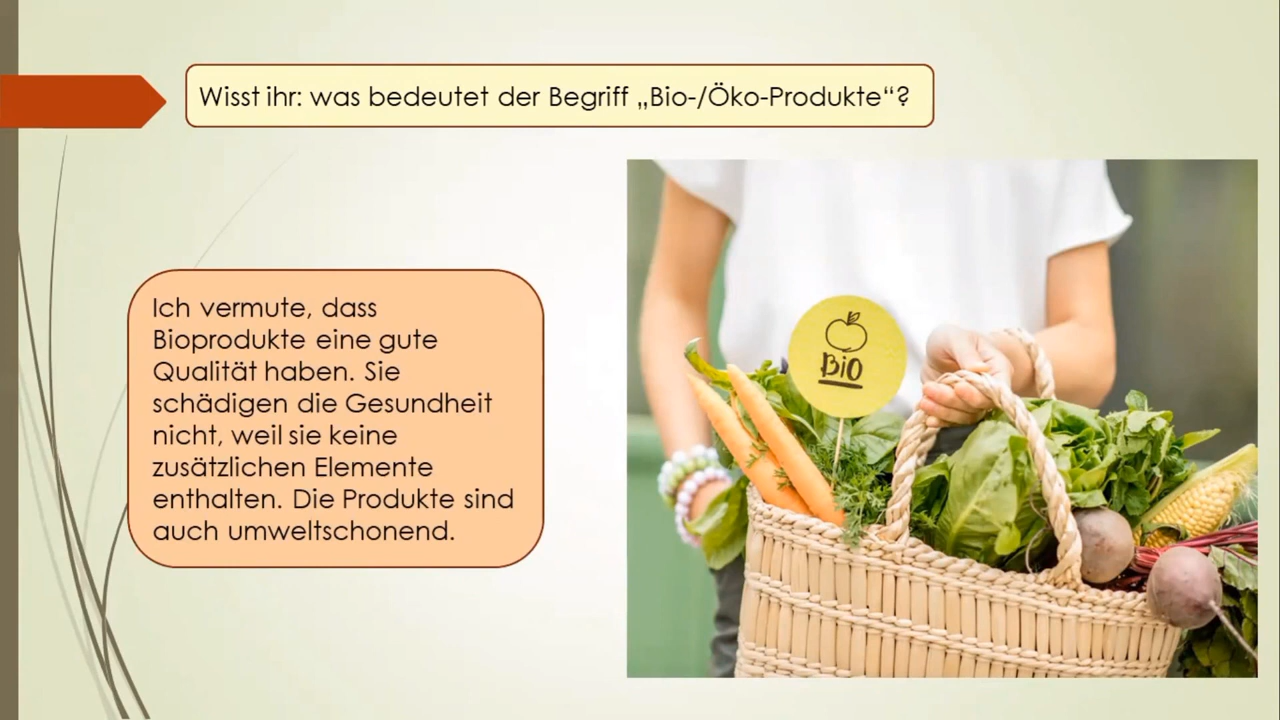 Wisst ihr: was bedeutet der Begriff „Bio-/Öko-Produkte“?
Ich vermute, dass
Bioprodukte eine gute
Qualität haben. Sie
schädigen die Gesundheit
nicht, weil sie keine
zusätzlichen Elemente
enthalten. Die Produkte sind
auch umweltschonend.
BiO